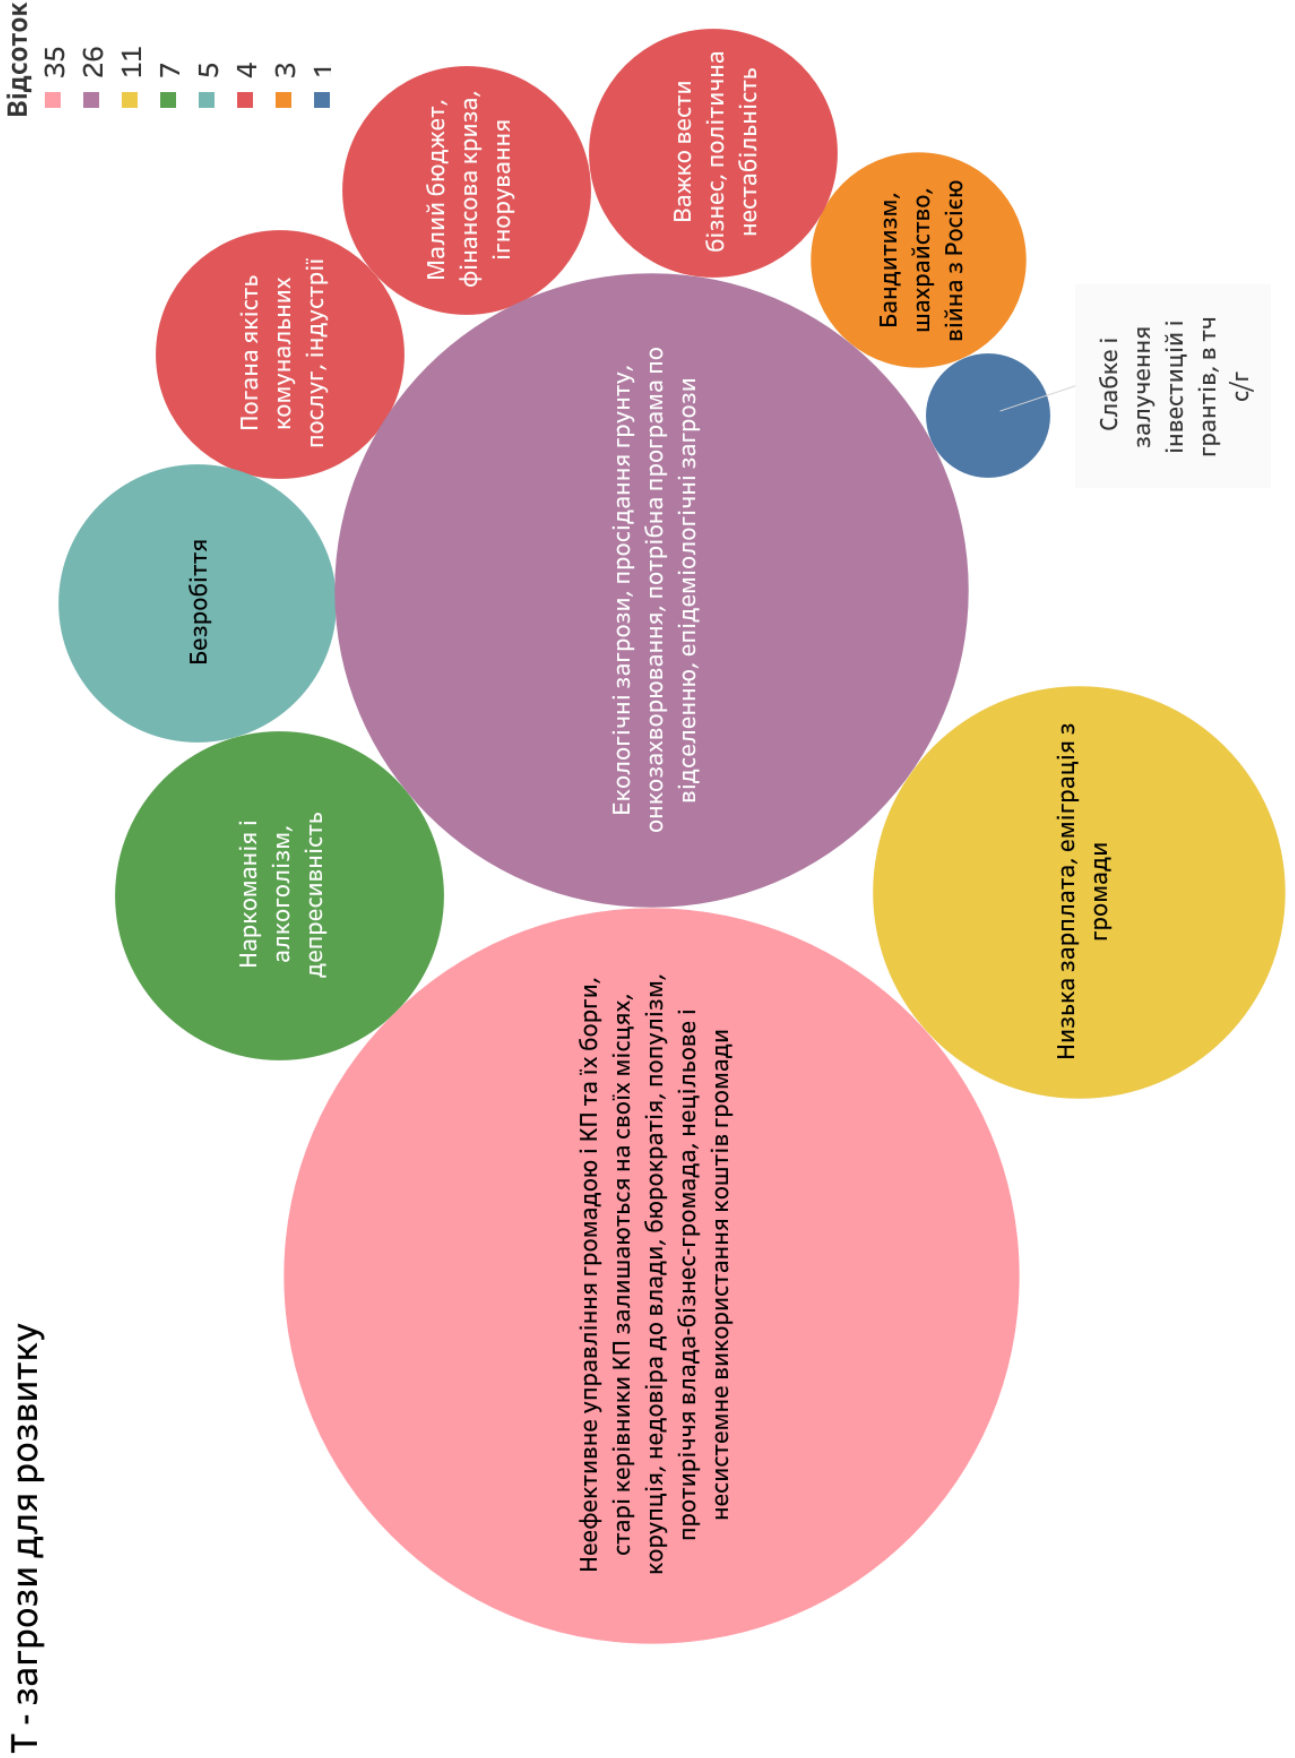 Т - загрози для розвитку
Відсоток
35
26
11
7
5
4
3
1
Неефективне управління громадою і КП та їх борги,
старі керівники КП залишаються на своїх місцях,
корупція, недовіра до влади, бюрократія, популізм,
протиріччя влада-бізнес-громада, нецільове і
несистемне використання коштів громади
Наркоманія і
алкоголізм,
депресивність
Безробіття
Погана якість
комунальних
послуг, індустрії
Малий бюджет,
фінансова криза,
ігнорування
Важко вести
бізнес, політична
нестабільність
Екологічні загрози, просідання грунту,
онкозахворювання, потрібна програма по
відселенню, епідеміологічні загрози
Бандитизм,
шахрайство,
війна з Росією
Низька зарплата, еміграція з
громади
Слабке і
залучення
інвестицій і
грантів, в тч
с/г